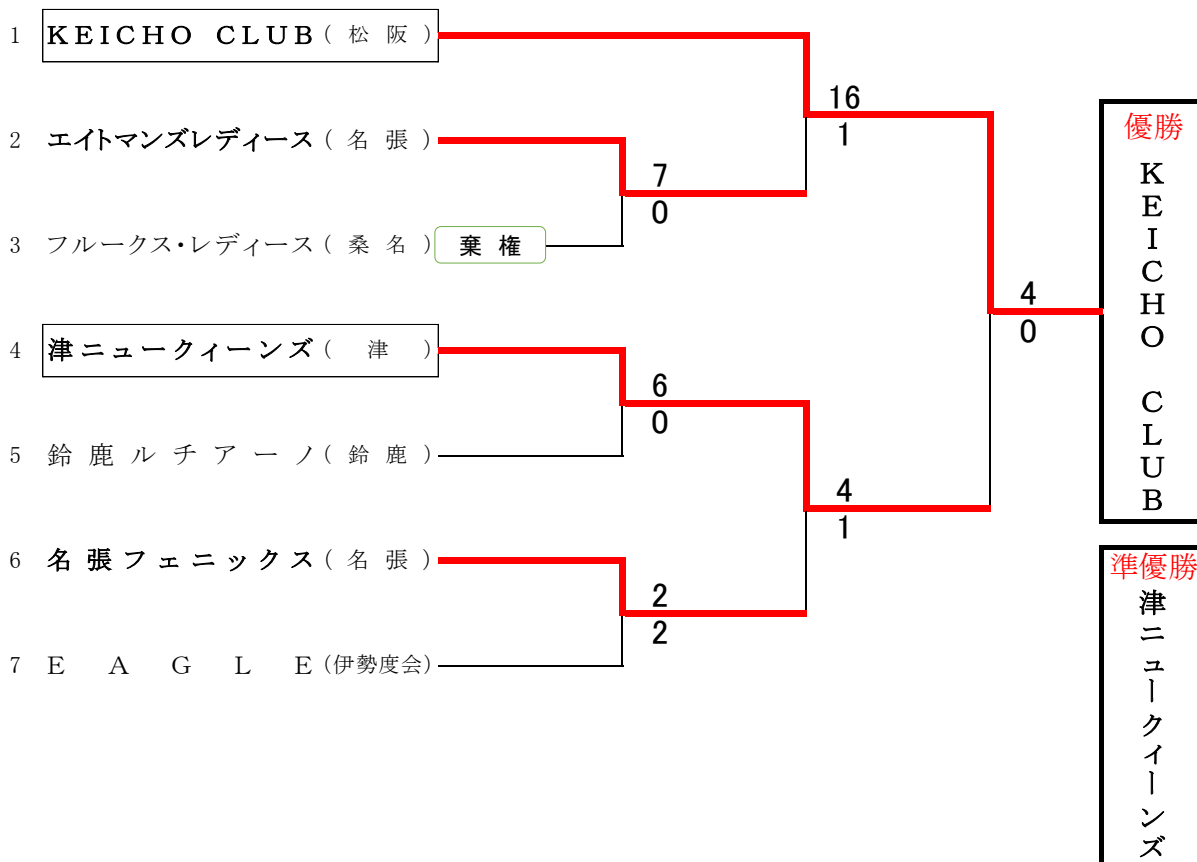 1 KEICHO CLUB(松阪)
16
1
2 エイトマンズレディース(名張)
7
0
3 フルークス・レディース(桑名) 棄権
4
0
4 津ニュークィーンズ(津)
6
0
5 鈴鹿ルチアーノ(鈴鹿)
4
1
6 名張フェニックス(名張)
2
2
7 EAGLE(伊勢度会)
優勝
KEICHO CLUB
準優勝
津ニュークィーンズ